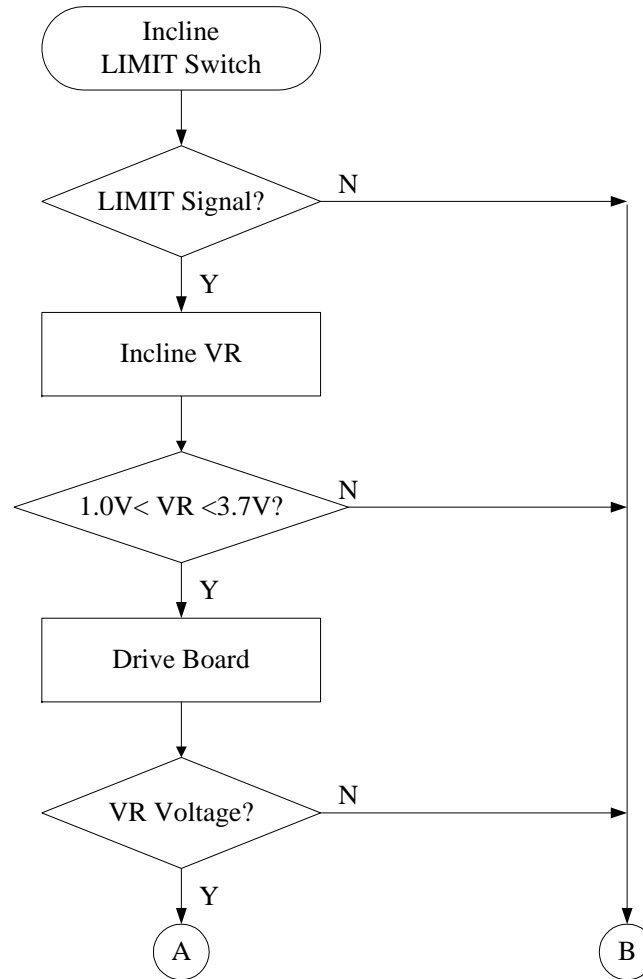 Incline
LIMIT Switch
LIMIT Signal?
N
Y
Incline VR
1.0V< VR <3.7V?
N
Y
Drive Board
VR Voltage?
N
Y
A
B